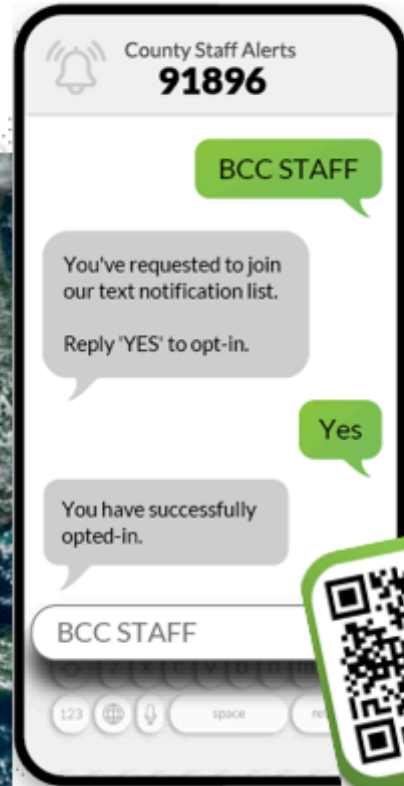 County Staff Alerts
91896
BCC STAFF
You've requested to join
our text notification list.
Reply 'YES' to opt-in.
Yes
You have successfully
opted-in.
BCC STAFF
Z X C V b n m
123 space